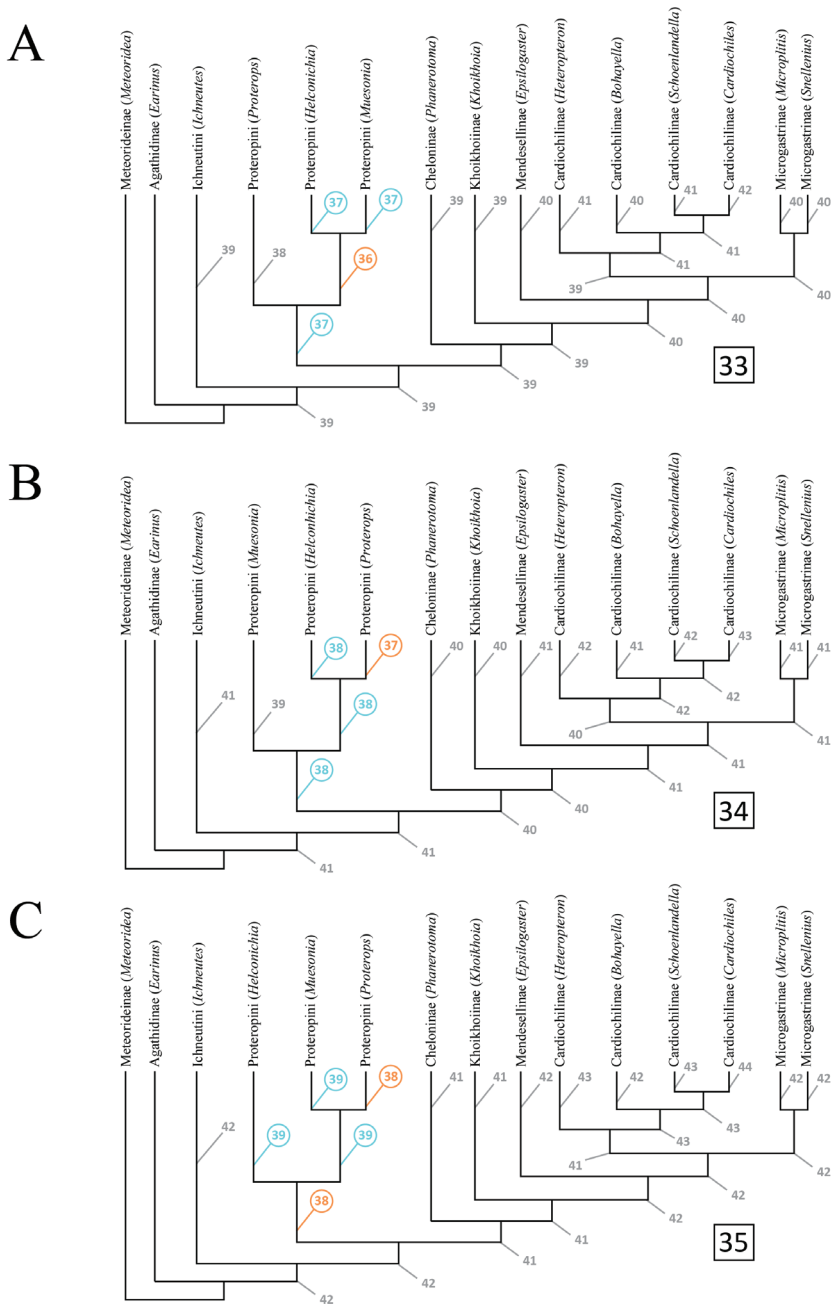 A
Meteorideinae (Meteoridea)
Agathidinae (Earinus)
Ichneutini (Ichneutes)
Proteropini (Proterops)
Proteropini (Helconichia)
Proteropini (Muesonia)
Cheloninae (Phanerotoma)
Khoikhoiinae (Khoikhoia)
Mendesellinae (Epsilogaster)
Cardiochilinae (Heteropteron)
Cardiochilinae (Bohayella)
Cardiochilinae (Schoenlandella)
Cardiochilinae (Cardiochiles)
Microgastrinae (Microplitis)
Microgastrinae (Snellenius)
37 37 39 39 40 41 40 41 42 40 40
39 38 36 41
41
39 40
37 40
40
33
39
39
39
39
B
Meteorideinae (Meteoridea)
Agathidinae (Earinus)
Ichneutini (Ichneutes)
Proteropini (Muesonia)
Proteropini (Helconhichia)
Proteropini (Proterops)
Cheloninae (Phanerotoma)
Khoikhoiinae (Khoikhoia)
Mendesellinae (Epsilogaster)
Cardiochilinae (Heteropteron)
Cardiochilinae (Bohayella)
Cardiochilinae (Schoenlandella)
Cardiochilinae (Cardiochiles)
Microgastrinae (Microplitis)
Microgastrinae (Snellenius)
38 37 40 40 41 42 41 42 43 41 41
41 39 38 42
42
40 41
38 41
41
34
40
40
41
41
C
Meteorideinae (Meteoridea)
Agathidinae (Earinus)
Ichneutini (Ichneutes)
Proteropini (Helconichia)
Proteropini (Muesonia)
Proteropini (Proterops)
Cheloninae (Phanerotoma)
Khoikhoiinae (Khoikhoia)
Mendesellinae (Epsilogaster)
Cardiochilinae (Heteropteron)
Cardiochilinae (Bohayella)
Cardiochilinae (Schoenlandella)
Cardiochilinae (Cardiochiles)
Microgastrinae (Microplitis)
Microgastrinae (Snellenius)
39 38 41 41 42 43 42 43 44 42 42
42 39 39 43
43
41 42
38 42
42
35
41
41
42
42